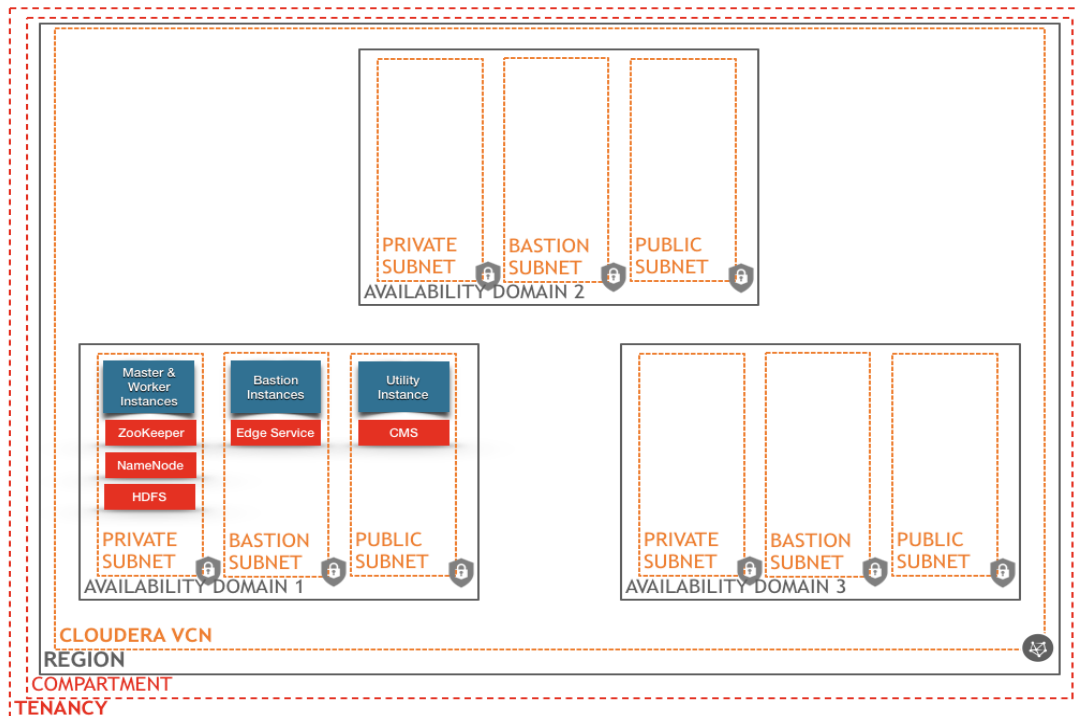 PRIVATE
SUBNET
BASTION
SUBNET
PUBLIC
SUBNET
AVAILABILITY DOMAIN 2
Master &
Worker
Instances
ZooKeeper
NameNode
HDFS
PRIVATE
SUBNET
Bastion
Instances
Edge Service
BASTION
SUBNET
Utility
Instance
CMS
PUBLIC
SUBNET
AVAILABILITY DOMAIN 1
PRIVATE
SUBNET
BASTION
SUBNET
PUBLIC
SUBNET
AVAILABILITY DOMAIN 3
CLOUDERA VCN
REGION
COMPARTMENT
TENANCY